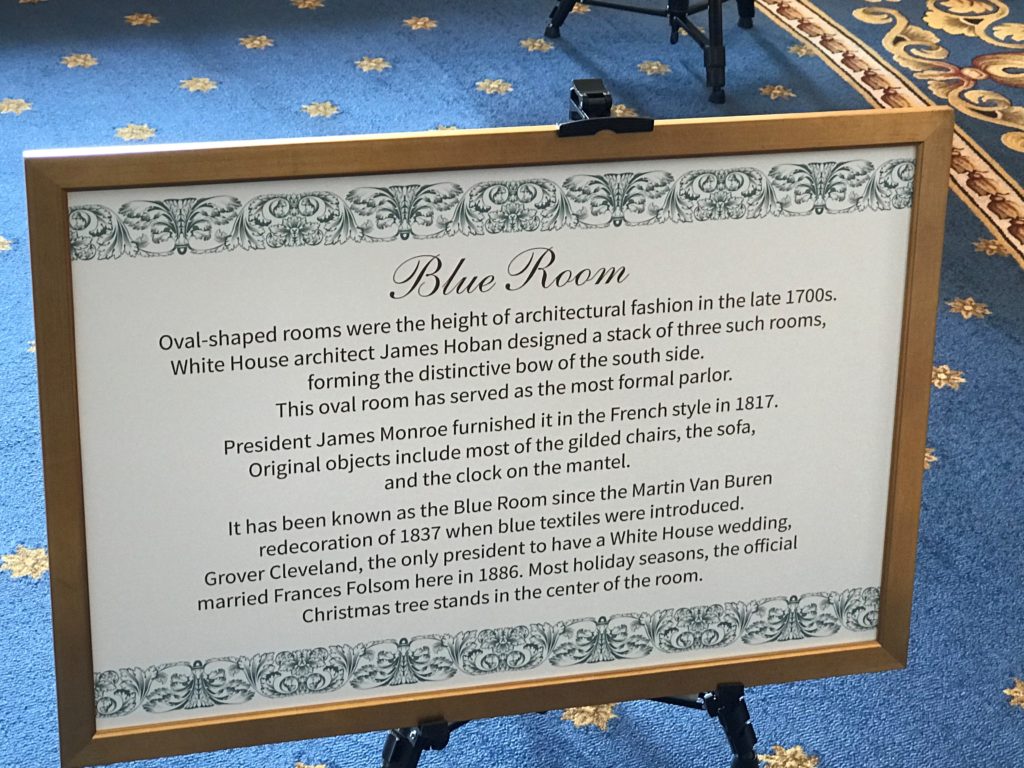 Blue Room
Oval-shaped rooms were the height of architectural fashion in the late 1700s.
White House architect James Hoban designed a stack of three such rooms,
forming the distinctive bow of the south side.
This oval room has served as the most formal parlor.
President James Monroe furnished it in the French style in 1817.
Original objects include most of the gilded chairs, the sofa,
and the clock on the mantel.
It has been known as the Blue Room since the Martin Van Buren
redecoration of 1837 when blue textiles were introduced.
Grover Cleveland, the only president to have a White House wedding,
married Frances Folsom here in 1886. Most holiday seasons, the official
Christmas tree stands in the center of the room.